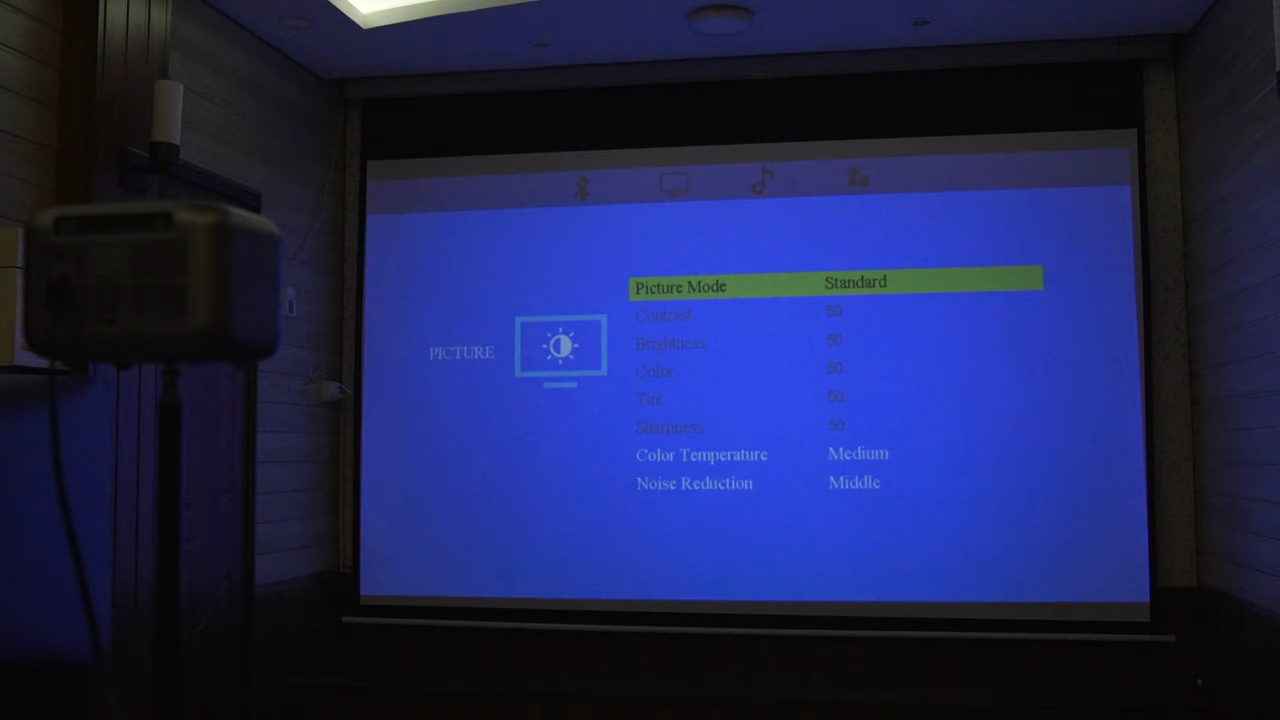 Picture Mode Standard
Contrast 50
Brightness 50
Color 50
Tint 50
Sharpness 50
Color Temperature Medium
Noise Reduction Middle
PICTURE